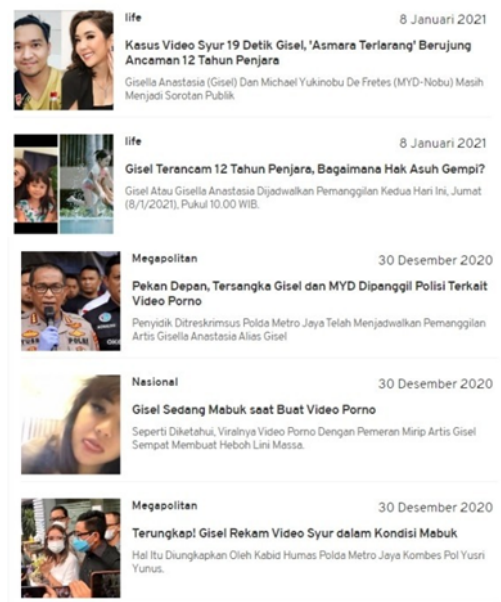 life
8 Januari 2021
Kasus Video Syur 19 Detik Gisel, 'Asmara Terlarang' Berujung
Ancaman 12 Tahun Penjara
Gisella Anastasia (Gisel) Dan Michael Yukinobu De Fretes (MYD-Nobu) Masih
Menjadi Sorotan Publik
life
8 Januari 2021
Gisel Terancam 12 Tahun Penjara, Bagaimana Hak Asuh Gempi?
Gisel Atau Gisella Anastasia Dijadwalkan Pemanggilan Kedua Hari Ini, Jumat
(8/1/2021), Pukul 10.00 WIB.
Megapolitan
30 Desember 2020
Pekan Depan, Tersangka Gisel dan MYD Dipanggil Polisi Terkait
Video Porno
Penyidik Ditreskrimsus Polda Metro Jaya Telah Menjadwalkan Pemanggilan
Artis Gisella Anastasia Alias Gisel
POLRI
Nasional
30 Desember 2020
Gisel Sedang Mabuk saat Buat Video Porno
Seperti Diketahui, Viralnya Video Porno Dengan Pemeran Mirip Artis Gisel
Sempat Membuat Heboh Lini Massa.
Megapolitan
30 Desember 2020
Terungkap! Gisel Rekam Video Syur dalam Kondisi Mabuk
Hal Itu Diungkapkan Oleh Kabid Humas Polda Metro Jaya Kombes Pol Yusri
Yunus.